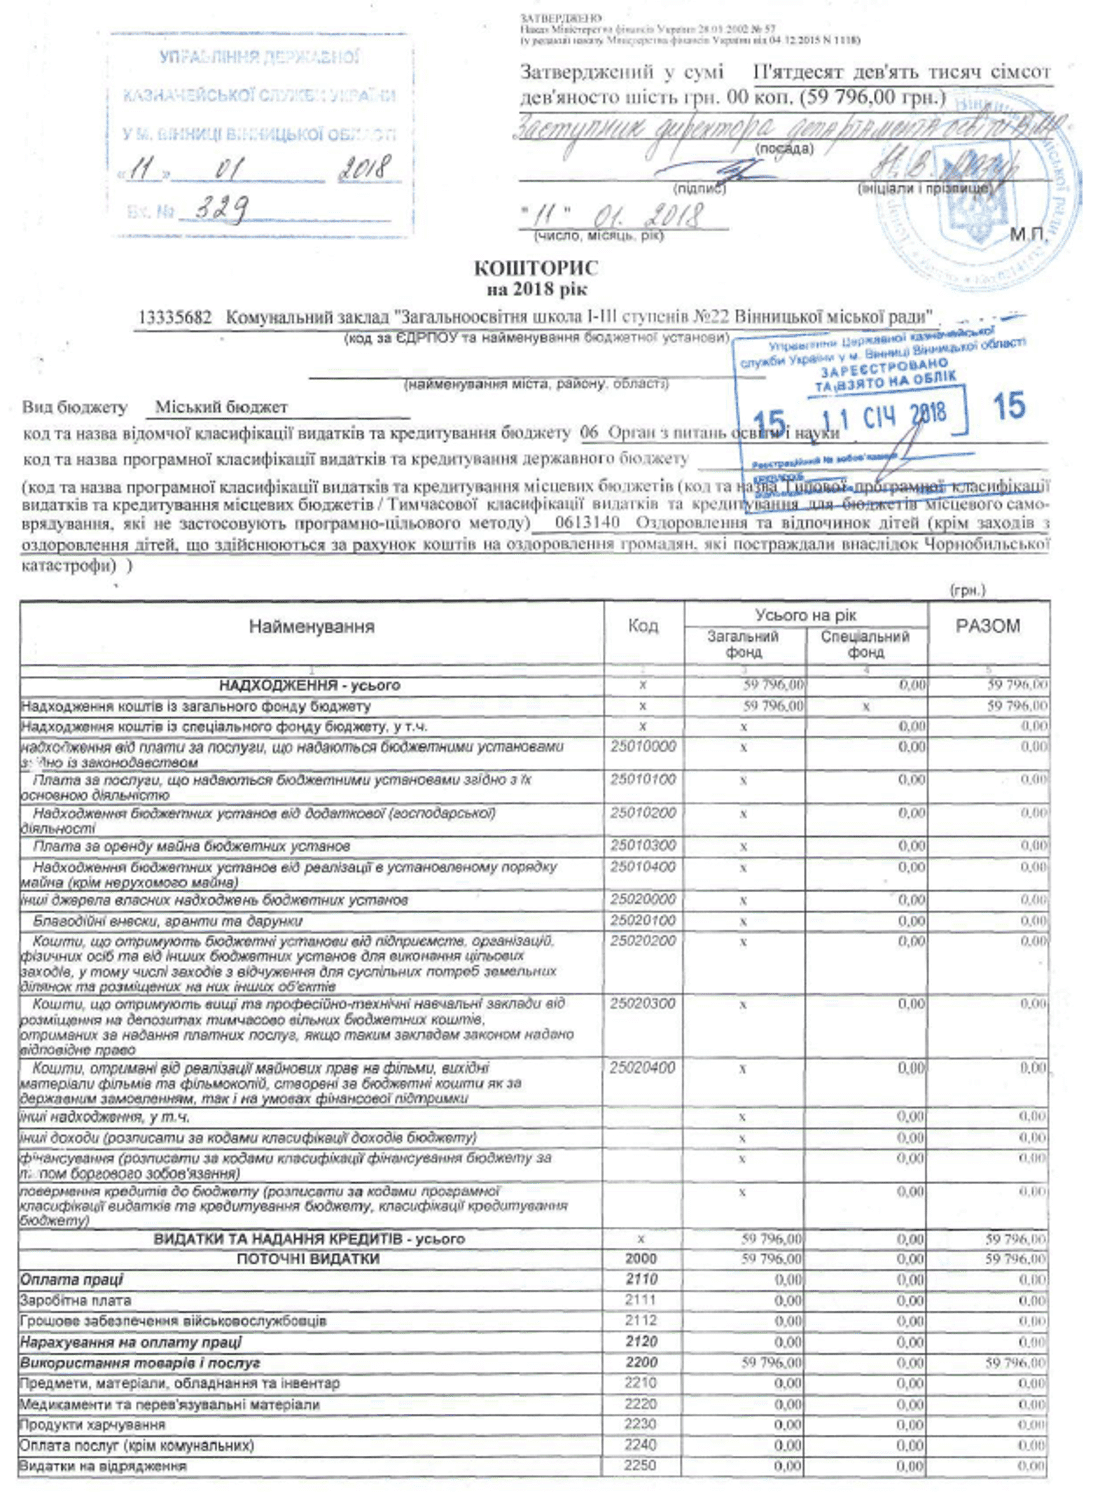 ЗАТВЕРДЖЕНО
Наказ Міністерства фінансів України 28.01.2002 № 57
(у редакції наказу Міністерства фінансів України від 04.12.2015 N 1118)
УПРАВЛІННЯ ДЕРЖАВНОЇ
КАЗНАЧЕЙСЬКОЇ СЛУЖБИ УКРАЇНИ
У М. ВІННИЦІ ВІННИЦЬКОЇ ОБЛАСТІ
"11" 01 2018
Вх. № 329
Затверджений у сумі П'ятдесят дев'ять тисяч сімсот
дев'яносто шість грн. 00 коп. (59 796,00 грн.)
Заступник директора департаменту освіти ВМР
(посада)
(підпис) (ініціали і прізвище)
"11" 01. 2018
(число, місяць, рік) М.П.
КОШТОРИС
на 2018 рік
13335682 Комунальний заклад "Загальноосвітня школа І-ІІІ ступенів №22 Вінницької міської ради"
(код за ЄДРПОУ та найменування бюджетної установи)
(найменування міста, району, області)
Управління Державної казначейської
служби України у м. Вінниці Вінницької області
ЗАРЕЄСТРОВАНО
ТА ВЗЯТО НА ОБЛІК
15 11 СІЧ 2018 15
Вид бюджету Міський бюджет
код та назва відомчої класифікації видатків та кредитування бюджету 06 Орган з питань освіти і науки
код та назва програмної класифікації видатків та кредитування державного бюджету
(код та назва програмної класифікації видатків та кредитування місцевих бюджетів (код та назва Типової програмної класифікації
видатків та кредитування місцевих бюджетів / Тимчасової класифікації видатків та кредитування для бюджетів місцевого само-
врядування, які не застосовують програмно-цільового методу) 0613140 Оздоровлення та відпочинок дітей (крім заходів з
оздоровлення дітей, що здійснюються за рахунок коштів на оздоровлення громадян, які постраждали внаслідок Чорнобильської
катастрофи) )
(грн.)
Найменування Код Усього на рік РАЗОМ
Загальний фонд Спеціальний фонд
1 2 3 4 5
НАДХОДЖЕННЯ - усього х 59 796,00 0,00 59 796,00
Надходження коштів із загального фонду бюджету х 59 796,00 х 59 796,00
Надходження коштів із спеціального фонду бюджету, у т.ч. х х 0,00 0,00
надходження від плати за послуги, що надаються бюджетними установами 25010000 х 0,00 0,00
згідно із законодавством
Плата за послуги, що надаються бюджетними установами згідно з їх 25010100 х 0,00 0,00
основною діяльністю
Надходження бюджетних установ від додаткової (господарської) 25010200 х 0,00 0,00
діяльності
Плата за оренду майна бюджетних установ 25010300 х 0,00 0,00
Надходження бюджетних установ від реалізації в установленому порядку 25010400 х 0,00 0,00
майна (крім нерухомого майна)
інші джерела власних надходжень бюджетних установ 25020000 х 0,00 0,00
Благодійні внески, гранти та дарунки 25020100 х 0,00 0,00
Кошти, що отримують бюджетні установи від підприємств, організацій, 25020200 х 0,00 0,00
фізичних осіб та від інших бюджетних установ для виконання цільових
заходів, у тому числі заходів з відчуження для суспільних потреб земельних
ділянок та розміщених на них інших об'єктів
Кошти, що отримують вищі та професійно-технічні навчальні заклади від 25020300 х 0,00 0,00
розміщення на депозитах тимчасово вільних бюджетних коштів,
отриманих за надання платних послуг, якщо таким закладам законом надано
відповідне право
Кошти, отримані від реалізації майнових прав на фільми, вихідні 25020400 х 0,00 0,00
матеріали фільмів та фільмокопій, створені за бюджетні кошти як за
державним замовленням, так і на умовах фінансової підтримки
інші надходження, у т.ч. х 0,00 0,00
інші доходи (розписати за кодами класифікації доходів бюджету) х 0,00 0,00
фінансування (розписати за кодами класифікації фінансування бюджету за х 0,00 0,00
типом боргового зобов'язання)
повернення кредитів до бюджету (розписати за кодами програмної х 0,00 0,00
класифікації видатків та кредитування бюджету, класифікації кредитування
бюджету)
ВИДАТКИ ТА НАДАННЯ КРЕДИТІВ - усього х 59 796,00 0,00 59 796,00
ПОТОЧНІ ВИДАТКИ 2000 59 796,00 0,00 59 796,00
Оплата праці 2110 0,00 0,00 0,00
Заробітна плата 2111 0,00 0,00 0,00
Грошове забезпечення військовослужбовців 2112 0,00 0,00 0,00
Нарахування на оплату праці 2120 0,00 0,00 0,00
Використання товарів і послуг 2200 59 796,00 0,00 59 796,00
Предмети, матеріали, обладнання та інвентар 2210 0,00 0,00 0,00
Медикаменти та перев'язувальні матеріали 2220 0,00 0,00 0,00
Продукти харчування 2230 0,00 0,00 0,00
Оплата послуг (крім комунальних) 2240 0,00 0,00 0,00
Видатки на відрядження 2250 0,00 0,00 0,00